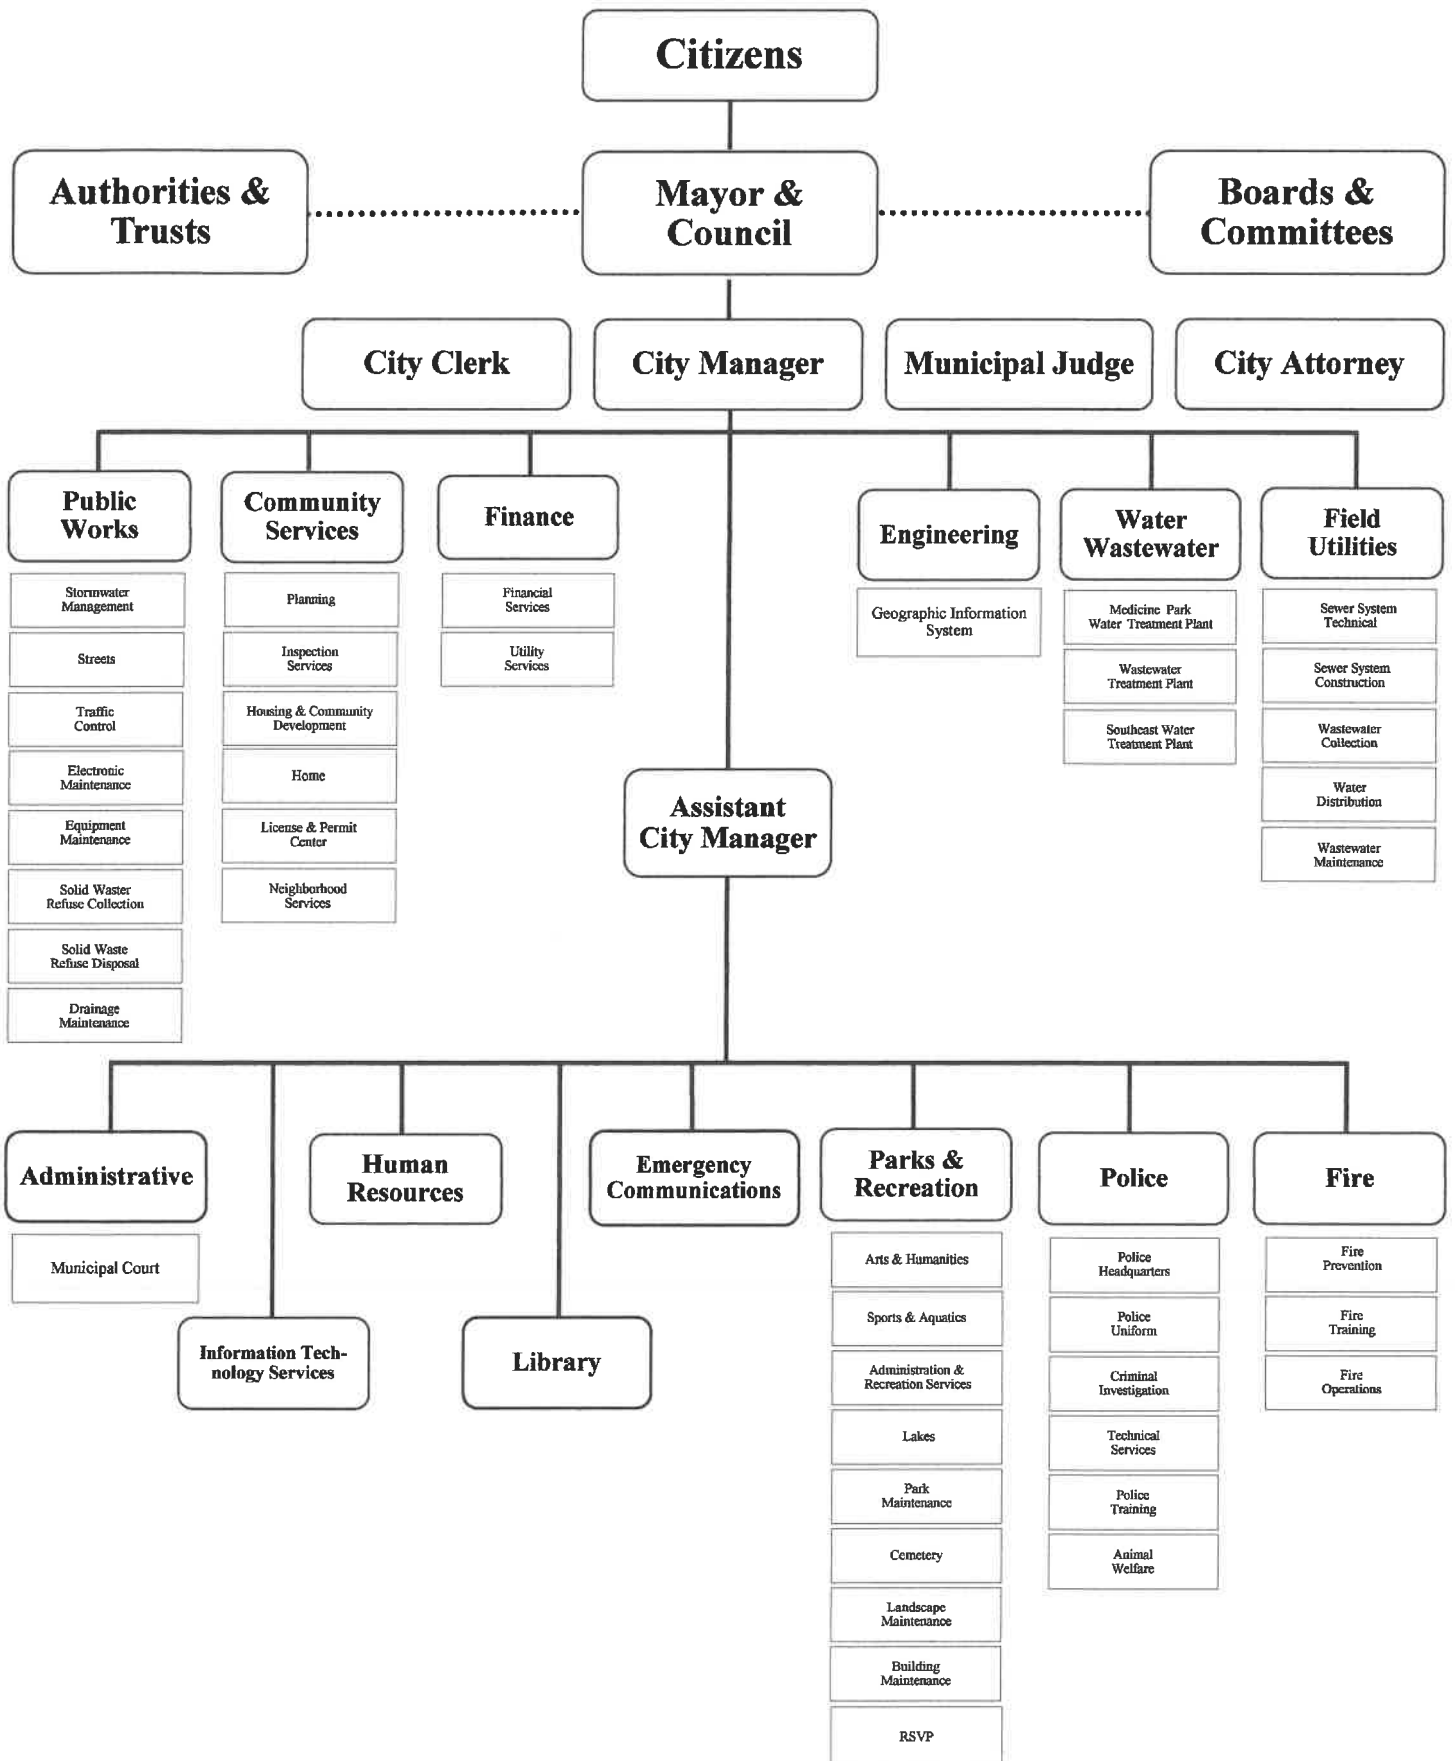 Citizens
Authorities &
Trusts
Mayor &
Council
Boards &
Committees
City Clerk
City Manager
Municipal Judge
City Attorney
Public
Works
Community
Services
Finance
Engineering
Water
Wastewater
Field
Utilities
Stormwater
Management
Streets
Traffic
Control
Electronic
Maintenance
Equipment
Maintenance
Solid Waster
Refuse Collection
Solid Waste
Refuse Disposal
Drainage
Maintenance
Planning
Inspection
Services
Housing & Community
Development
Home
License & Permit
Center
Neighborhood
Services
Financial
Services
Utility
Services
Geographic Information
System
Medicine Park
Water Treatment Plant
Wastewater
Treatment Plant
Southeast Water
Treatment Plant
Sewer System
Technical
Sewer System
Construction
Wastewater
Collection
Water
Distribution
Wastewater
Maintenance
Assistant
City Manager
Administrative
Municipal Court
Information Tech-
nology Services
Human
Resources
Library
Emergency
Communications
Parks &
Recreation
Arts & Humanities
Sports & Aquatics
Administration &
Recreation Services
Lakes
Park
Maintenance
Cemetery
Landscape
Maintenance
Building
Maintenance
RSVP
Police
Police
Headquarters
Police
Uniform
Criminal
Investigation
Technical
Services
Police
Training
Animal
Welfare
Fire
Fire
Prevention
Fire
Training
Fire
Operations